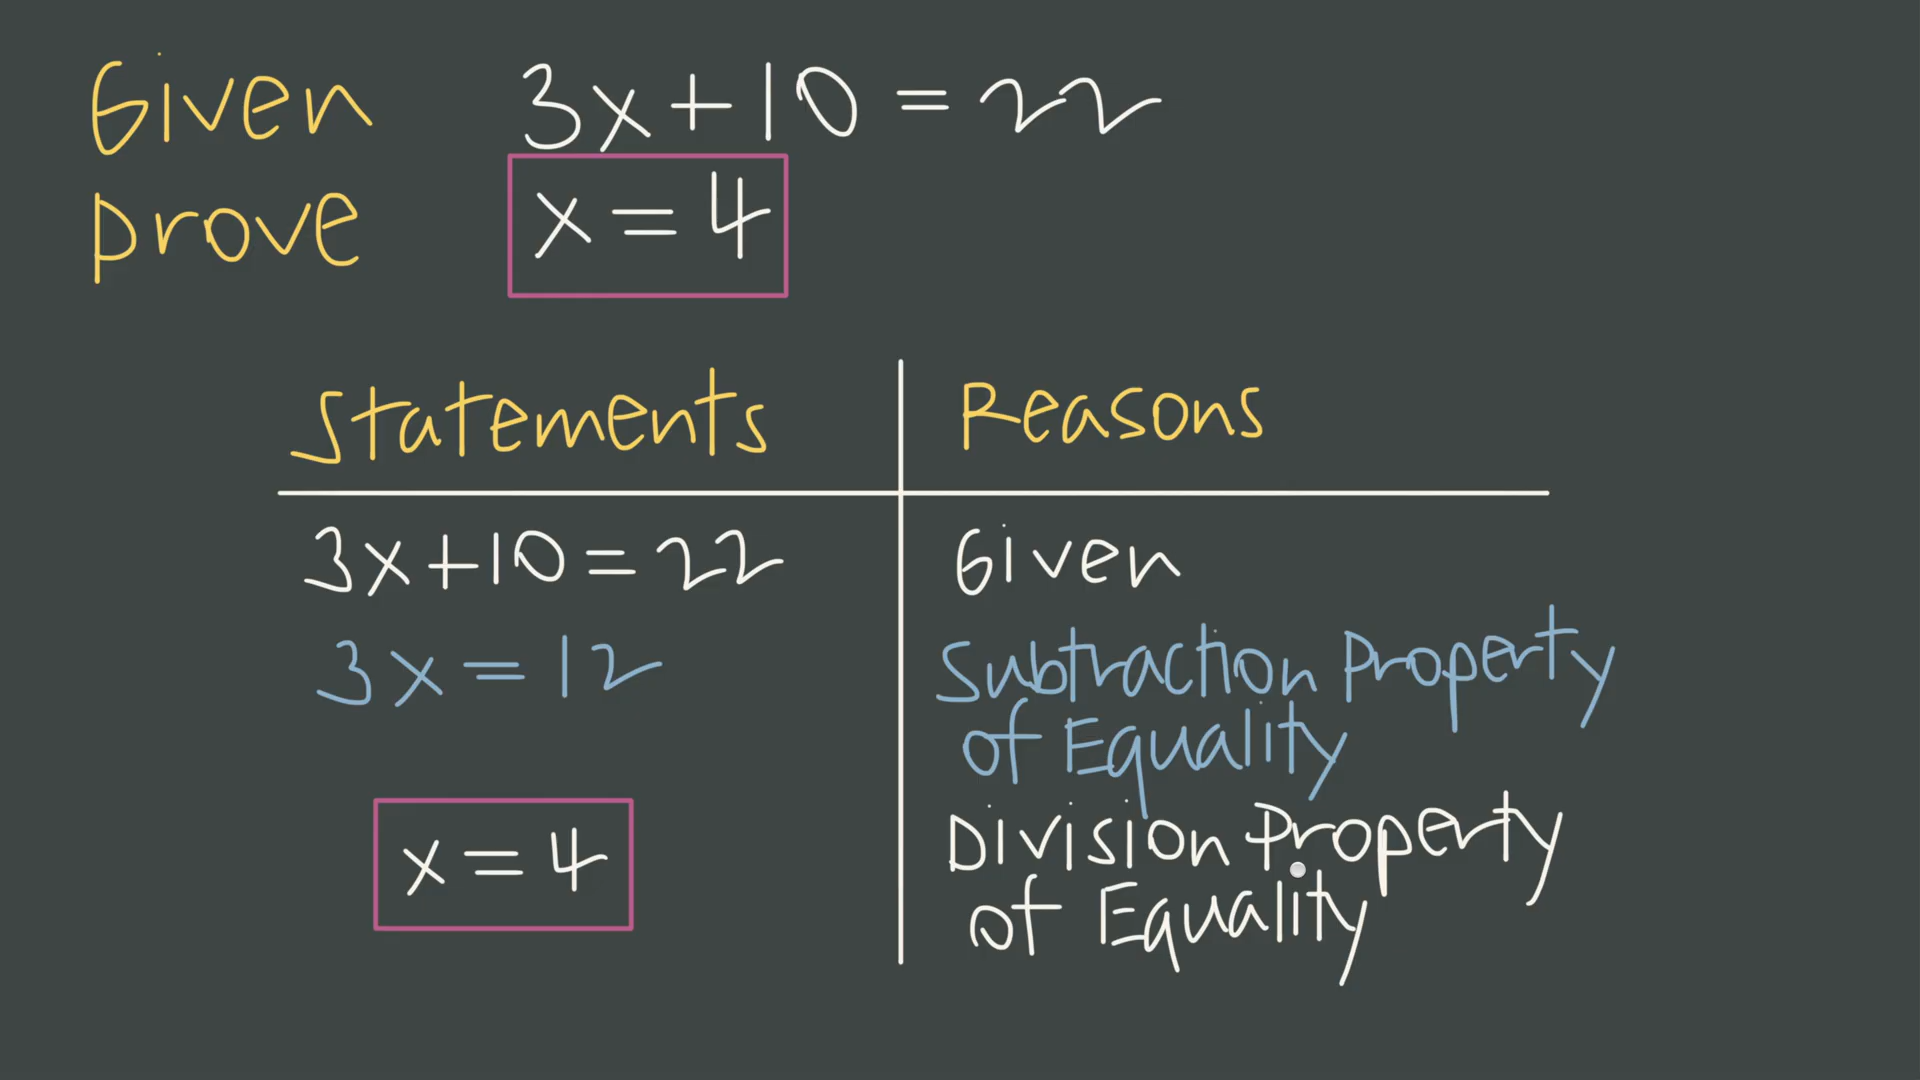 Given 3x+10=22
prove x=4
Statements Reasons
3x+10=22 Given
3x=12 Subtraction Property
of Equality
x=4 Division Property
of Equality